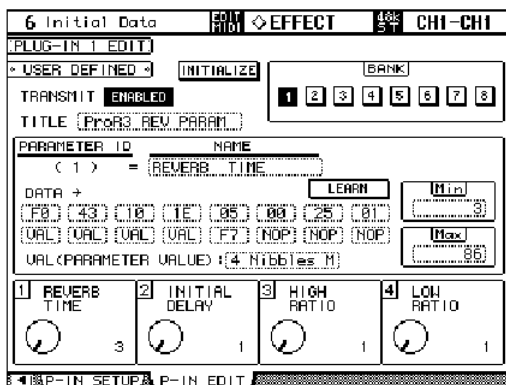 6 Initial Data EDIT MIDI ◇EFFECT 48k ST CH1-CH1
PLUG-IN 1 EDIT
USER DEFINED INITIALIZE BANK
TRANSMIT ENABLED 1 2 3 4 5 6 7 8
TITLE ProR3 REV PARAM
PARAMETER ID NAME
( 1 ) = REVERB TIME
DATA → LEARN Min
F0 43 10 1E 05 00 25 01 3
VAL VAL VAL VAL F7 NOP NOP NOP Max
VAL(PARAMETER VALUE):4 Nibbles M 86
1 REVERB TIME 2 INITIAL DELAY 3 HIGH RATIO 4 LOW RATIO
3 1 1 1
P-IN SETUP P-IN EDIT